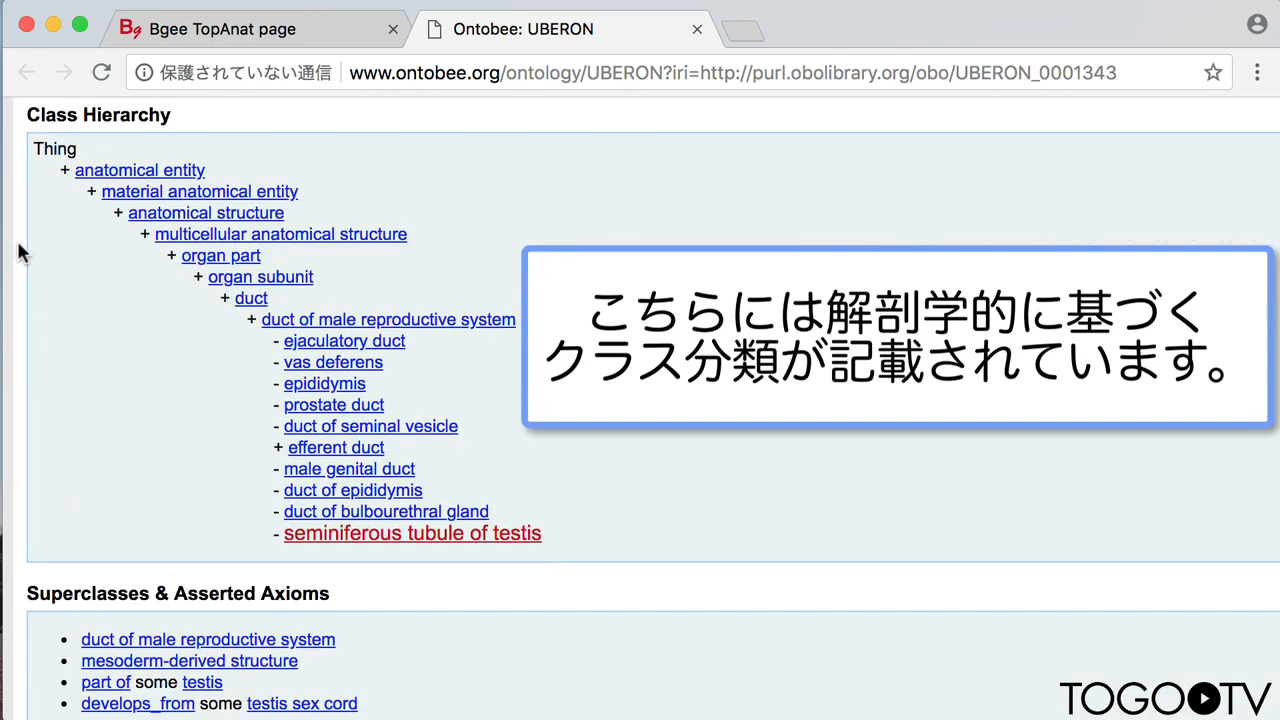 Bgee TopAnat page
Ontobee: UBERON
保護されていない通信
www.ontobee.org/ontology/UBERON?iri=http://purl.obolibrary.org/obo/UBERON_0001343
Class Hierarchy
Thing
+ anatomical entity
+ material anatomical entity
+ anatomical structure
+ multicellular anatomical structure
+ organ part
+ organ subunit
+ duct
+ duct of male reproductive system
- ejaculatory duct
- vas deferens
- epididymis
- prostate duct
- duct of seminal vesicle
+ efferent duct
- male genital duct
- duct of epididymis
- duct of bulbourethral gland
- seminiferous tubule of testis
こちらには解剖学的に基づく
クラス分類が記載されています。
Superclasses & Asserted Axioms
• duct of male reproductive system
• mesoderm-derived structure
• part of some testis
• develops_from some testis sex cord
TOGOTV